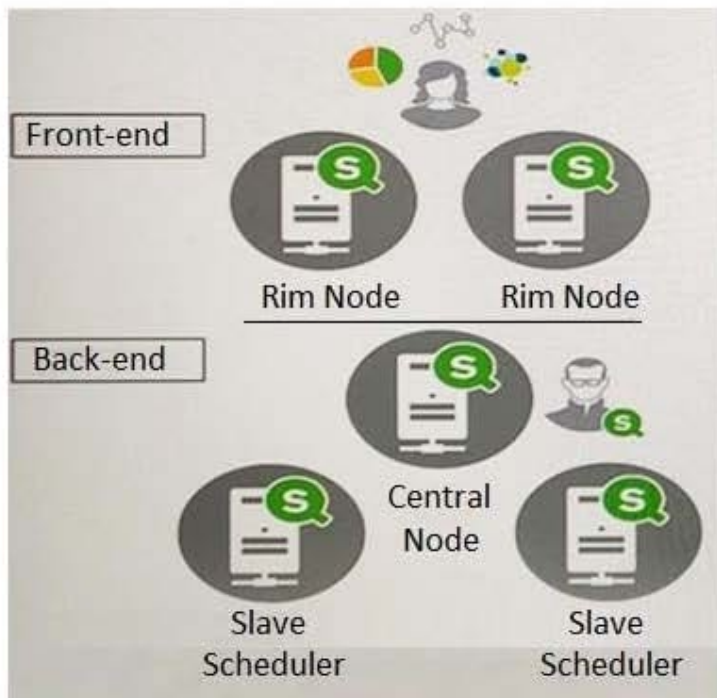 Front-end
S
S
Rim Node
Rim Node
Back-end
S
S
Central
Node
S
S
Slave
Scheduler
Slave
Scheduler